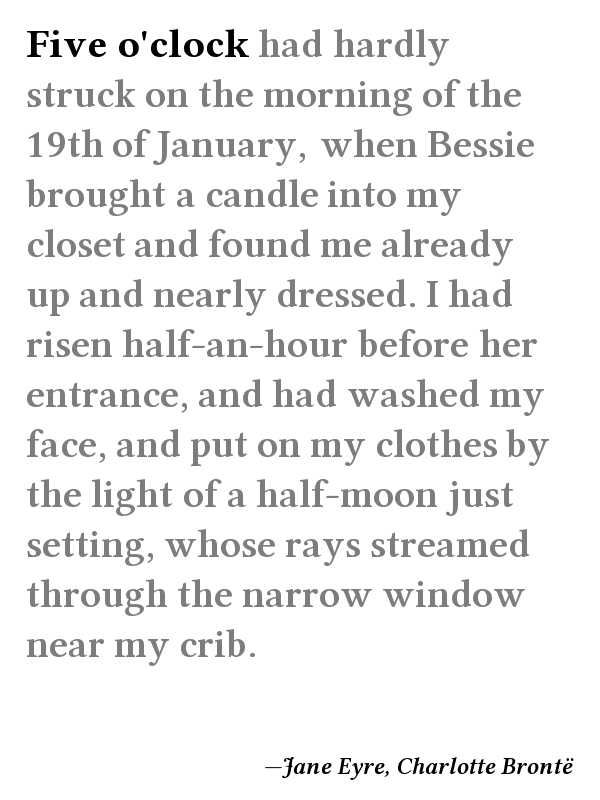 Five o'clock had hardly
struck on the morning of the
19th of January, when Bessie
brought a candle into my
closet and found me already
up and nearly dressed. I had
risen half-an-hour before her
entrance, and had washed my
face, and put on my clothes by
the light of a half-moon just
setting, whose rays streamed
through the narrow window
near my crib.
—Jane Eyre, Charlotte Brontë